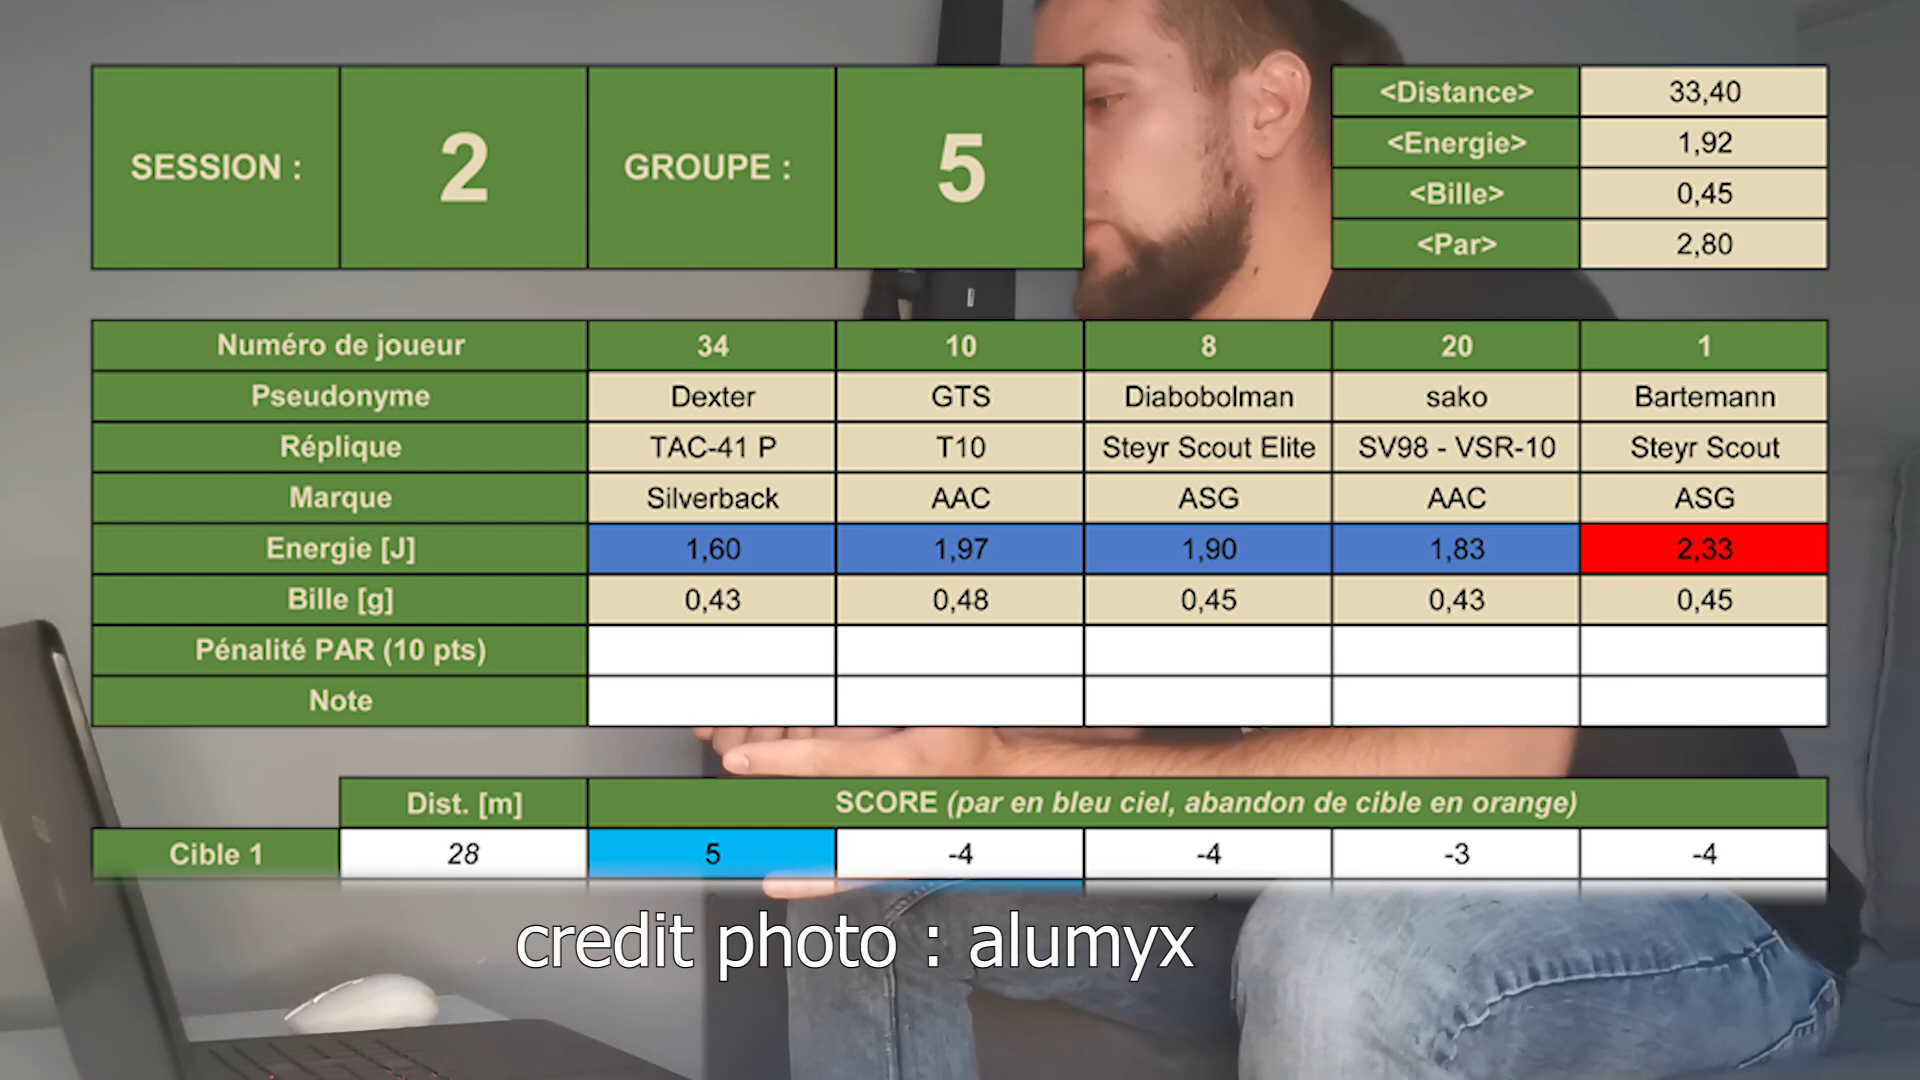 SESSION : 2 GROUPE : 5
<Distance> 33,40
<Energie> 1,92
<Bille> 0,45
<Par> 2,80
Numéro de joueur 34 10 8 20 1
Pseudonyme Dexter GTS Diabobolman sako Bartemann
Réplique TAC-41 P T10 Steyr Scout Elite SV98 - VSR-10 Steyr Scout
Marque Silverback AAC ASG AAC ASG
Energie [J] 1,60 1,97 1,90 1,83 2,33
Bille [g] 0,43 0,48 0,45 0,43 0,45
Pénalité PAR (10 pts)
Note
Dist. [m] SCORE (par en bleu ciel, abandon de cible en orange)
Cible 1 28 5 -4 -4 -3 -4
credit photo : alumyx